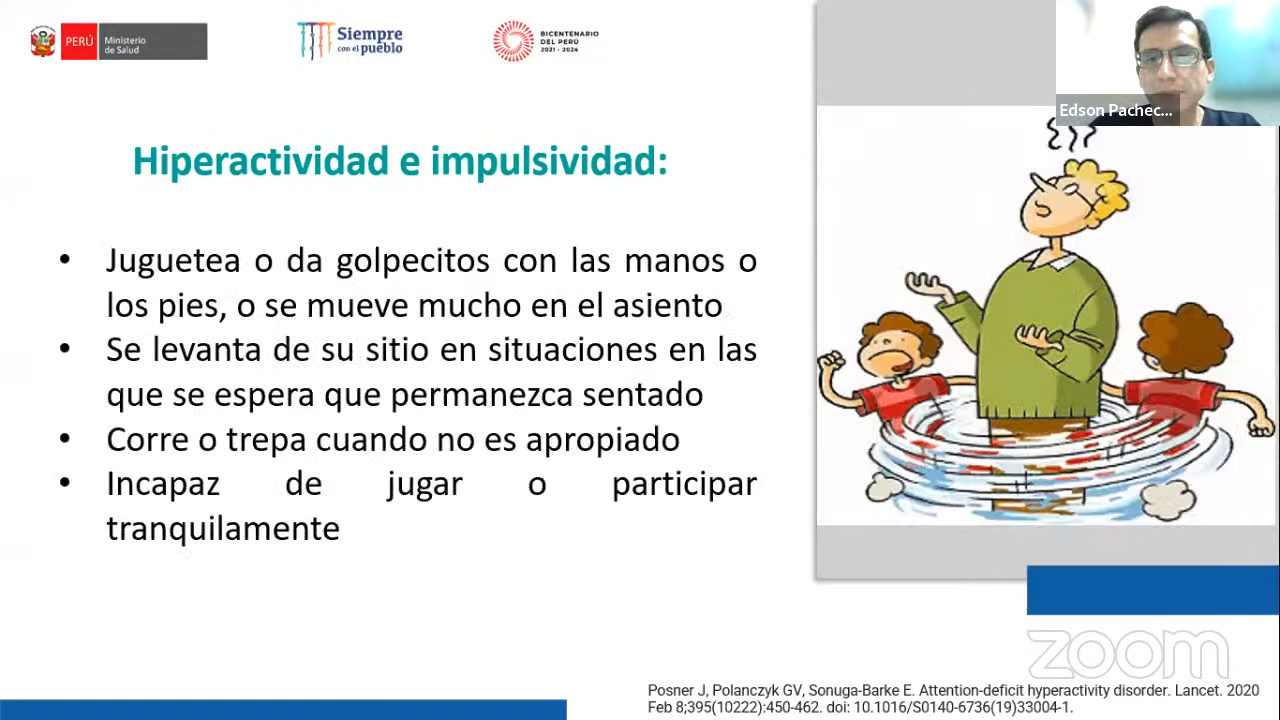 PERÚ
Ministerio
de Salud
Siempre
con el pueblo
BICENTENARIO
DEL PERÚ
2021 - 2024
Edson Pachec...
Hiperactividad e impulsividad:
• Juguetea o da golpecitos con las manos o
los pies, o se mueve mucho en el asiento
• Se levanta de su sitio en situaciones en las
que se espera que permanezca sentado
• Corre o trepa cuando no es apropiado
• Incapaz de jugar o participar
tranquilamente
zoom
Posner J, Polanczyk GV, Sonuga-Barke E. Attention-deficit hyperactivity disorder. Lancet. 2020
Feb 8;395(10222):450-462. doi: 10.1016/S0140-6736(19)33004-1.